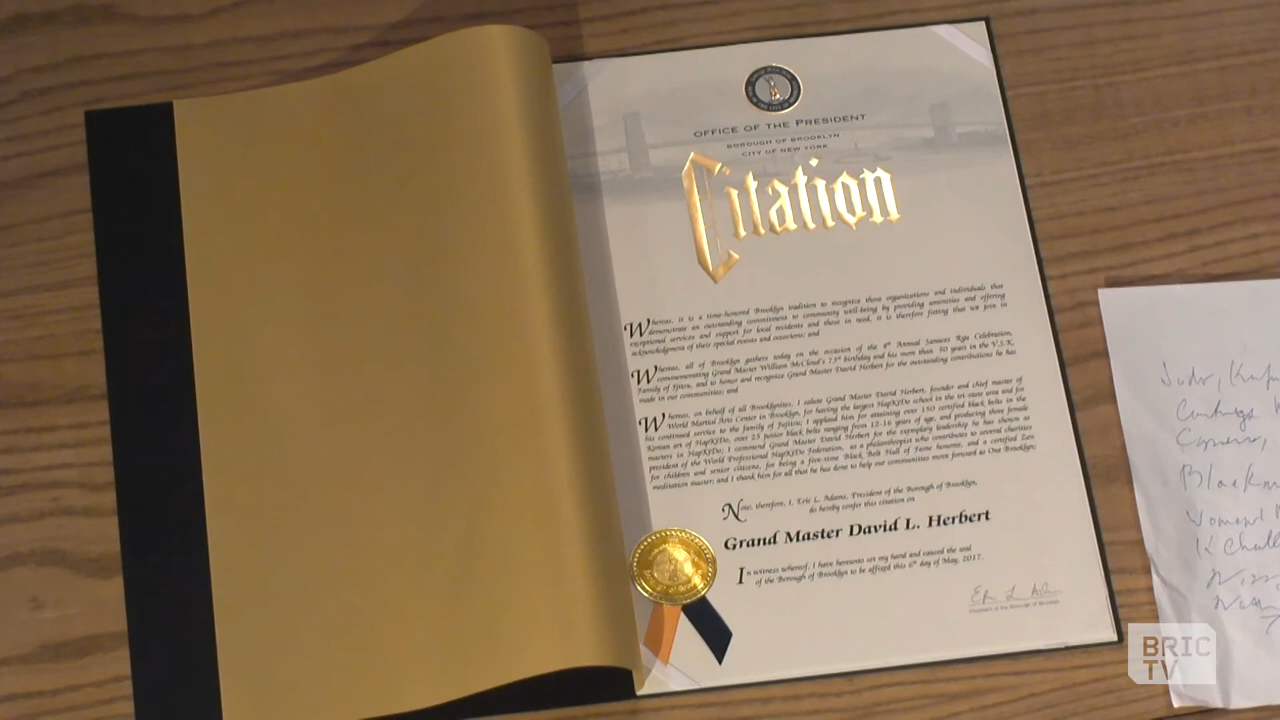 OFFICE OF THE PRESIDENT
BOROUGH OF BROOKLYN
CITY OF NEW YORK
Citation
Whereas, it is a time-honored Brooklyn tradition to recognize those organizations and individuals that
demonstrate an outstanding commitment to community well-being by providing amenities and offering
exceptional services and support for local residents and those in need, it is therefore fitting that we join in
acknowledgment of their special events and occasions; and
Whereas, all of Brooklyn gathers today on the occasion of the 4th Annual Sanuces Ryu Celebration,
commemorating Grand Master William McCloud's 73rd birthday and his more than 50 years in the V.S.K.
Family of Jujitsu, and to honor and recognize Grand Master David Herbert for the outstanding contributions he has
made in our communities; and
Whereas, on behalf of all Brooklynites, I salute Grand Master David Herbert, founder and chief master of
World Martial Arts Center in Brooklyn, for having the largest HapKiDo school in the tri-state area and for
his continued service to the family of Jujitsu; I applaud him for attaining over 150 certified black belts in the
Korean art of HapKiDo, over 25 junior black belts ranging from 12-16 years of age, and producing three female
masters in HapKiDo; I commend Grand Master David Herbert for the exemplary leadership he has shown as
president of the World Professional HapKiDo Federation, as a philanthropist who contributes to several charities
for children and senior citizens, for being a five-time Black Belt Hall of Fame honoree, and a certified Zen
meditation master; and I thank him for all that he has done to help our communities move forward as One Brooklyn;
Now, therefore, I, Eric L. Adams, President of the Borough of Brooklyn,
do hereby confer this citation on
Grand Master David L. Herbert
In witness whereof, I have hereunto set my hand and caused the seal
of the Borough of Brooklyn to be affixed this 6th day of May, 2017.
President of the Borough of Brooklyn
BRIC
TV